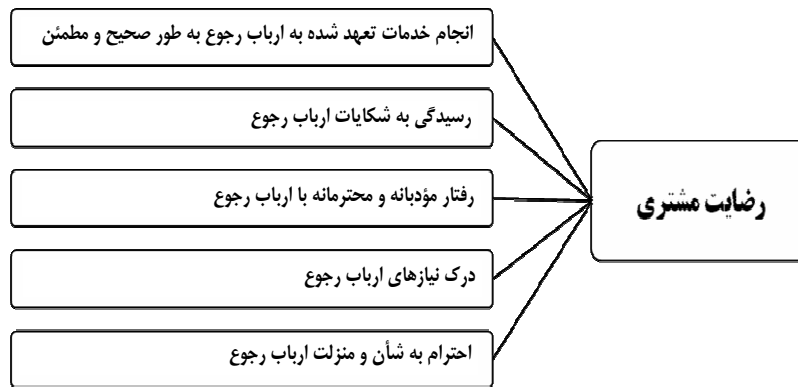 رضایت مشتری
انجام خدمات تعهد شده به ارباب رجوع به طور صحیح و مطمئن
رسیدگی به شکایات ارباب رجوع
رفتار مؤدبانه و محترمانه با ارباب رجوع
درک نیازهای ارباب رجوع
احترام به شأن و منزلت ارباب رجوع